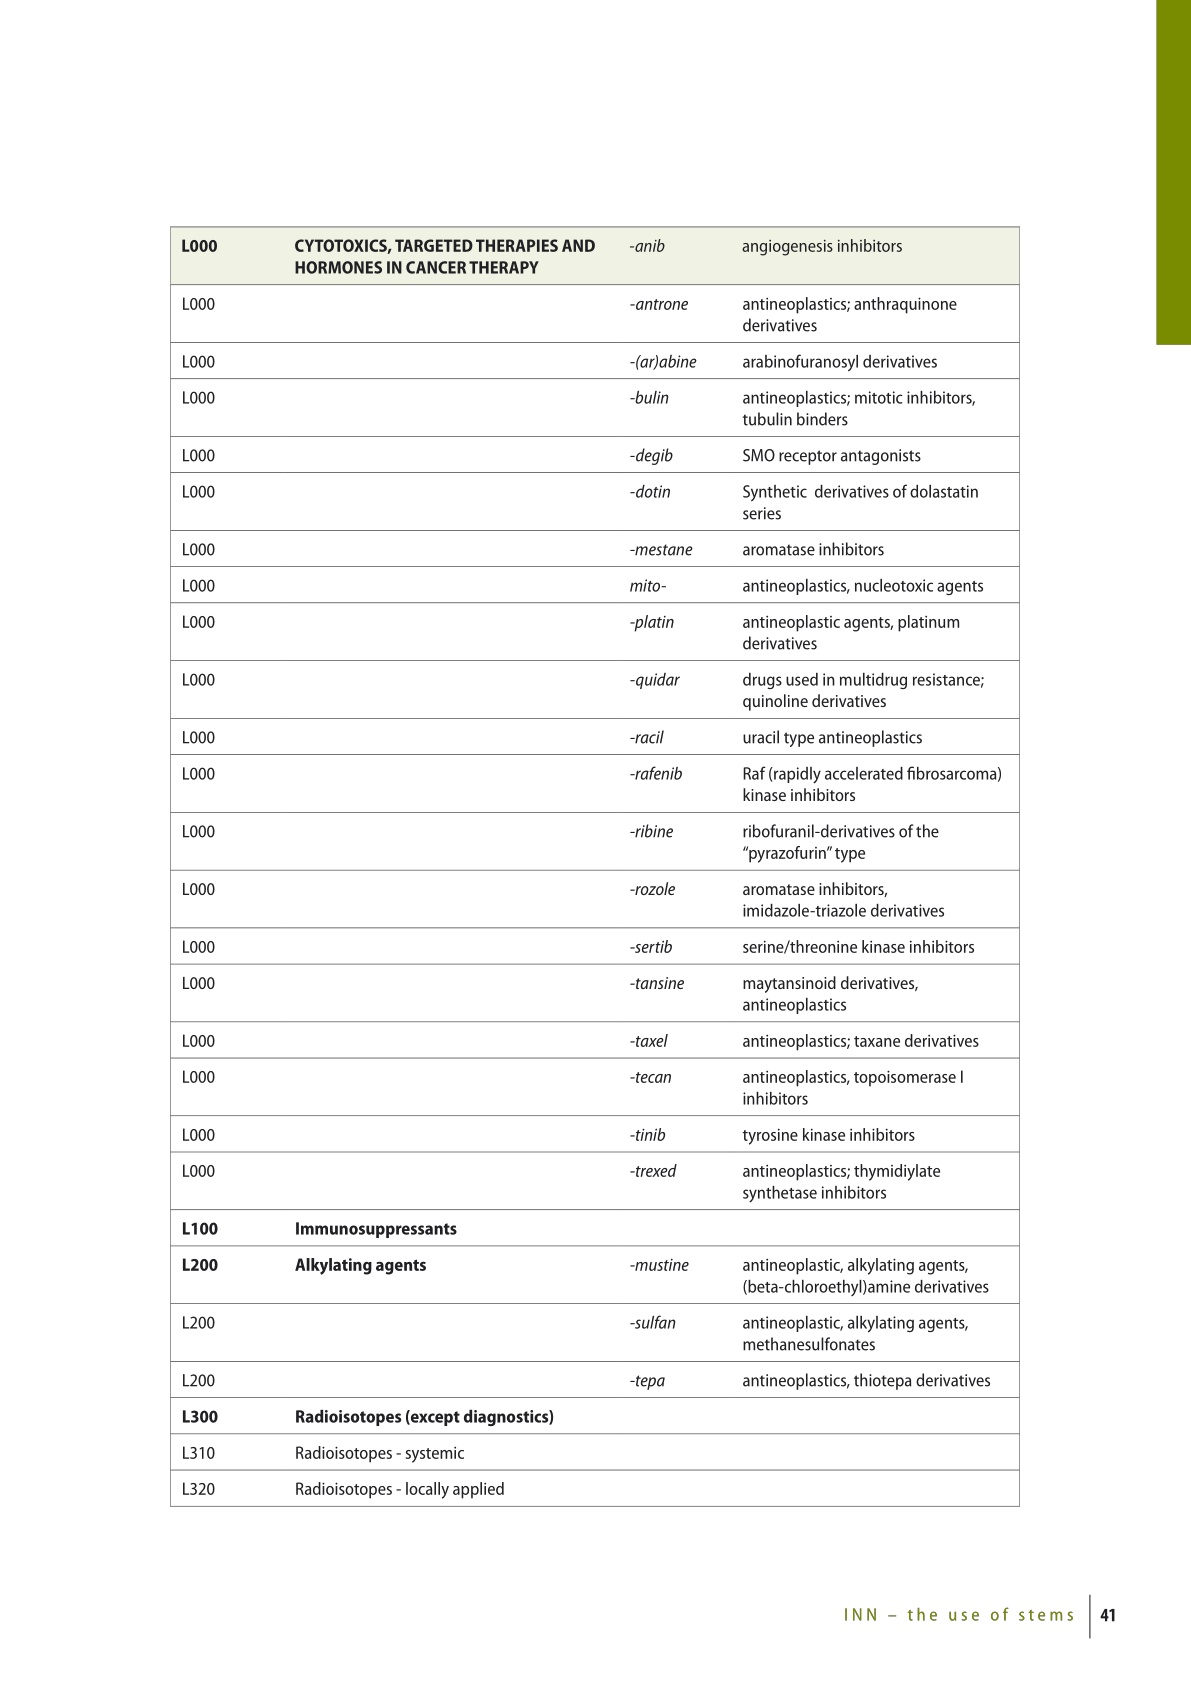 L000 CYTOTOXICS, TARGETED THERAPIES AND -anib angiogenesis inhibitors
HORMONES IN CANCER THERAPY
L000 -antrone antineoplastics; anthraquinone
derivatives
L000 -(ar)abine arabinofuranosyl derivatives
L000 -bulin antineoplastics; mitotic inhibitors,
tubulin binders
L000 -degib SMO receptor antagonists
L000 -dotin Synthetic derivatives of dolastatin
series
L000 -mestane aromatase inhibitors
L000 mito- antineoplastics, nucleotoxic agents
L000 -platin antineoplastic agents, platinum
derivatives
L000 -quidar drugs used in multidrug resistance;
quinoline derivatives
L000 -racil uracil type antineoplastics
L000 -rafenib Raf (rapidly accelerated fibrosarcoma)
kinase inhibitors
L000 -ribine ribofuranil-derivatives of the
“pyrazofurin” type
L000 -rozole aromatase inhibitors,
imidazole-triazole derivatives
L000 -sertib serine/threonine kinase inhibitors
L000 -tansine maytansinoid derivatives,
antineoplastics
L000 -taxel antineoplastics; taxane derivatives
L000 -tecan antineoplastics, topoisomerase I
inhibitors
L000 -tinib tyrosine kinase inhibitors
L000 -trexed antineoplastics; thymidiylate
synthetase inhibitors
L100 Immunosuppressants
L200 Alkylating agents -mustine antineoplastic, alkylating agents,
(beta-chloroethyl)amine derivatives
L200 -sulfan antineoplastic, alkylating agents,
methanesulfonates
L200 -tepa antineoplastics, thiotepa derivatives
L300 Radioisotopes (except diagnostics)
L310 Radioisotopes - systemic
L320 Radioisotopes - locally applied
INN – the use of stems 41